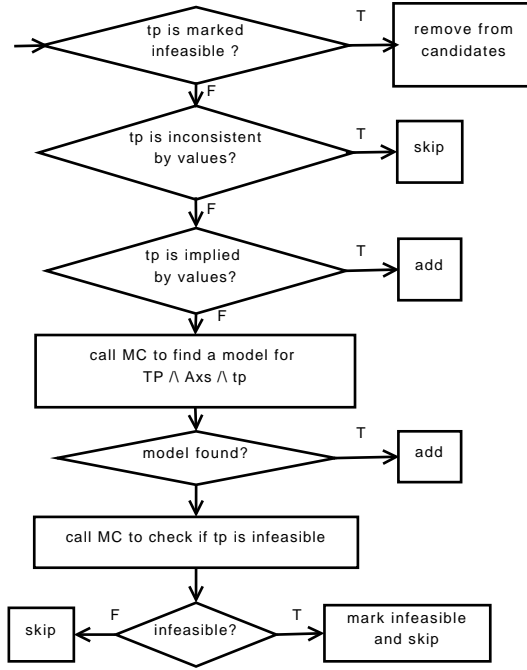 tp is marked
infeasible ?
T
remove from
candidates
F
tp is inconsistent
by values?
T
skip
F
tp is implied
by values?
T
add
F
call MC to find a model for
TP /\ Axs /\ tp
model found?
T
add
call MC to check if tp is infeasible
skip
F
infeasible?
T
mark infeasible
and skip